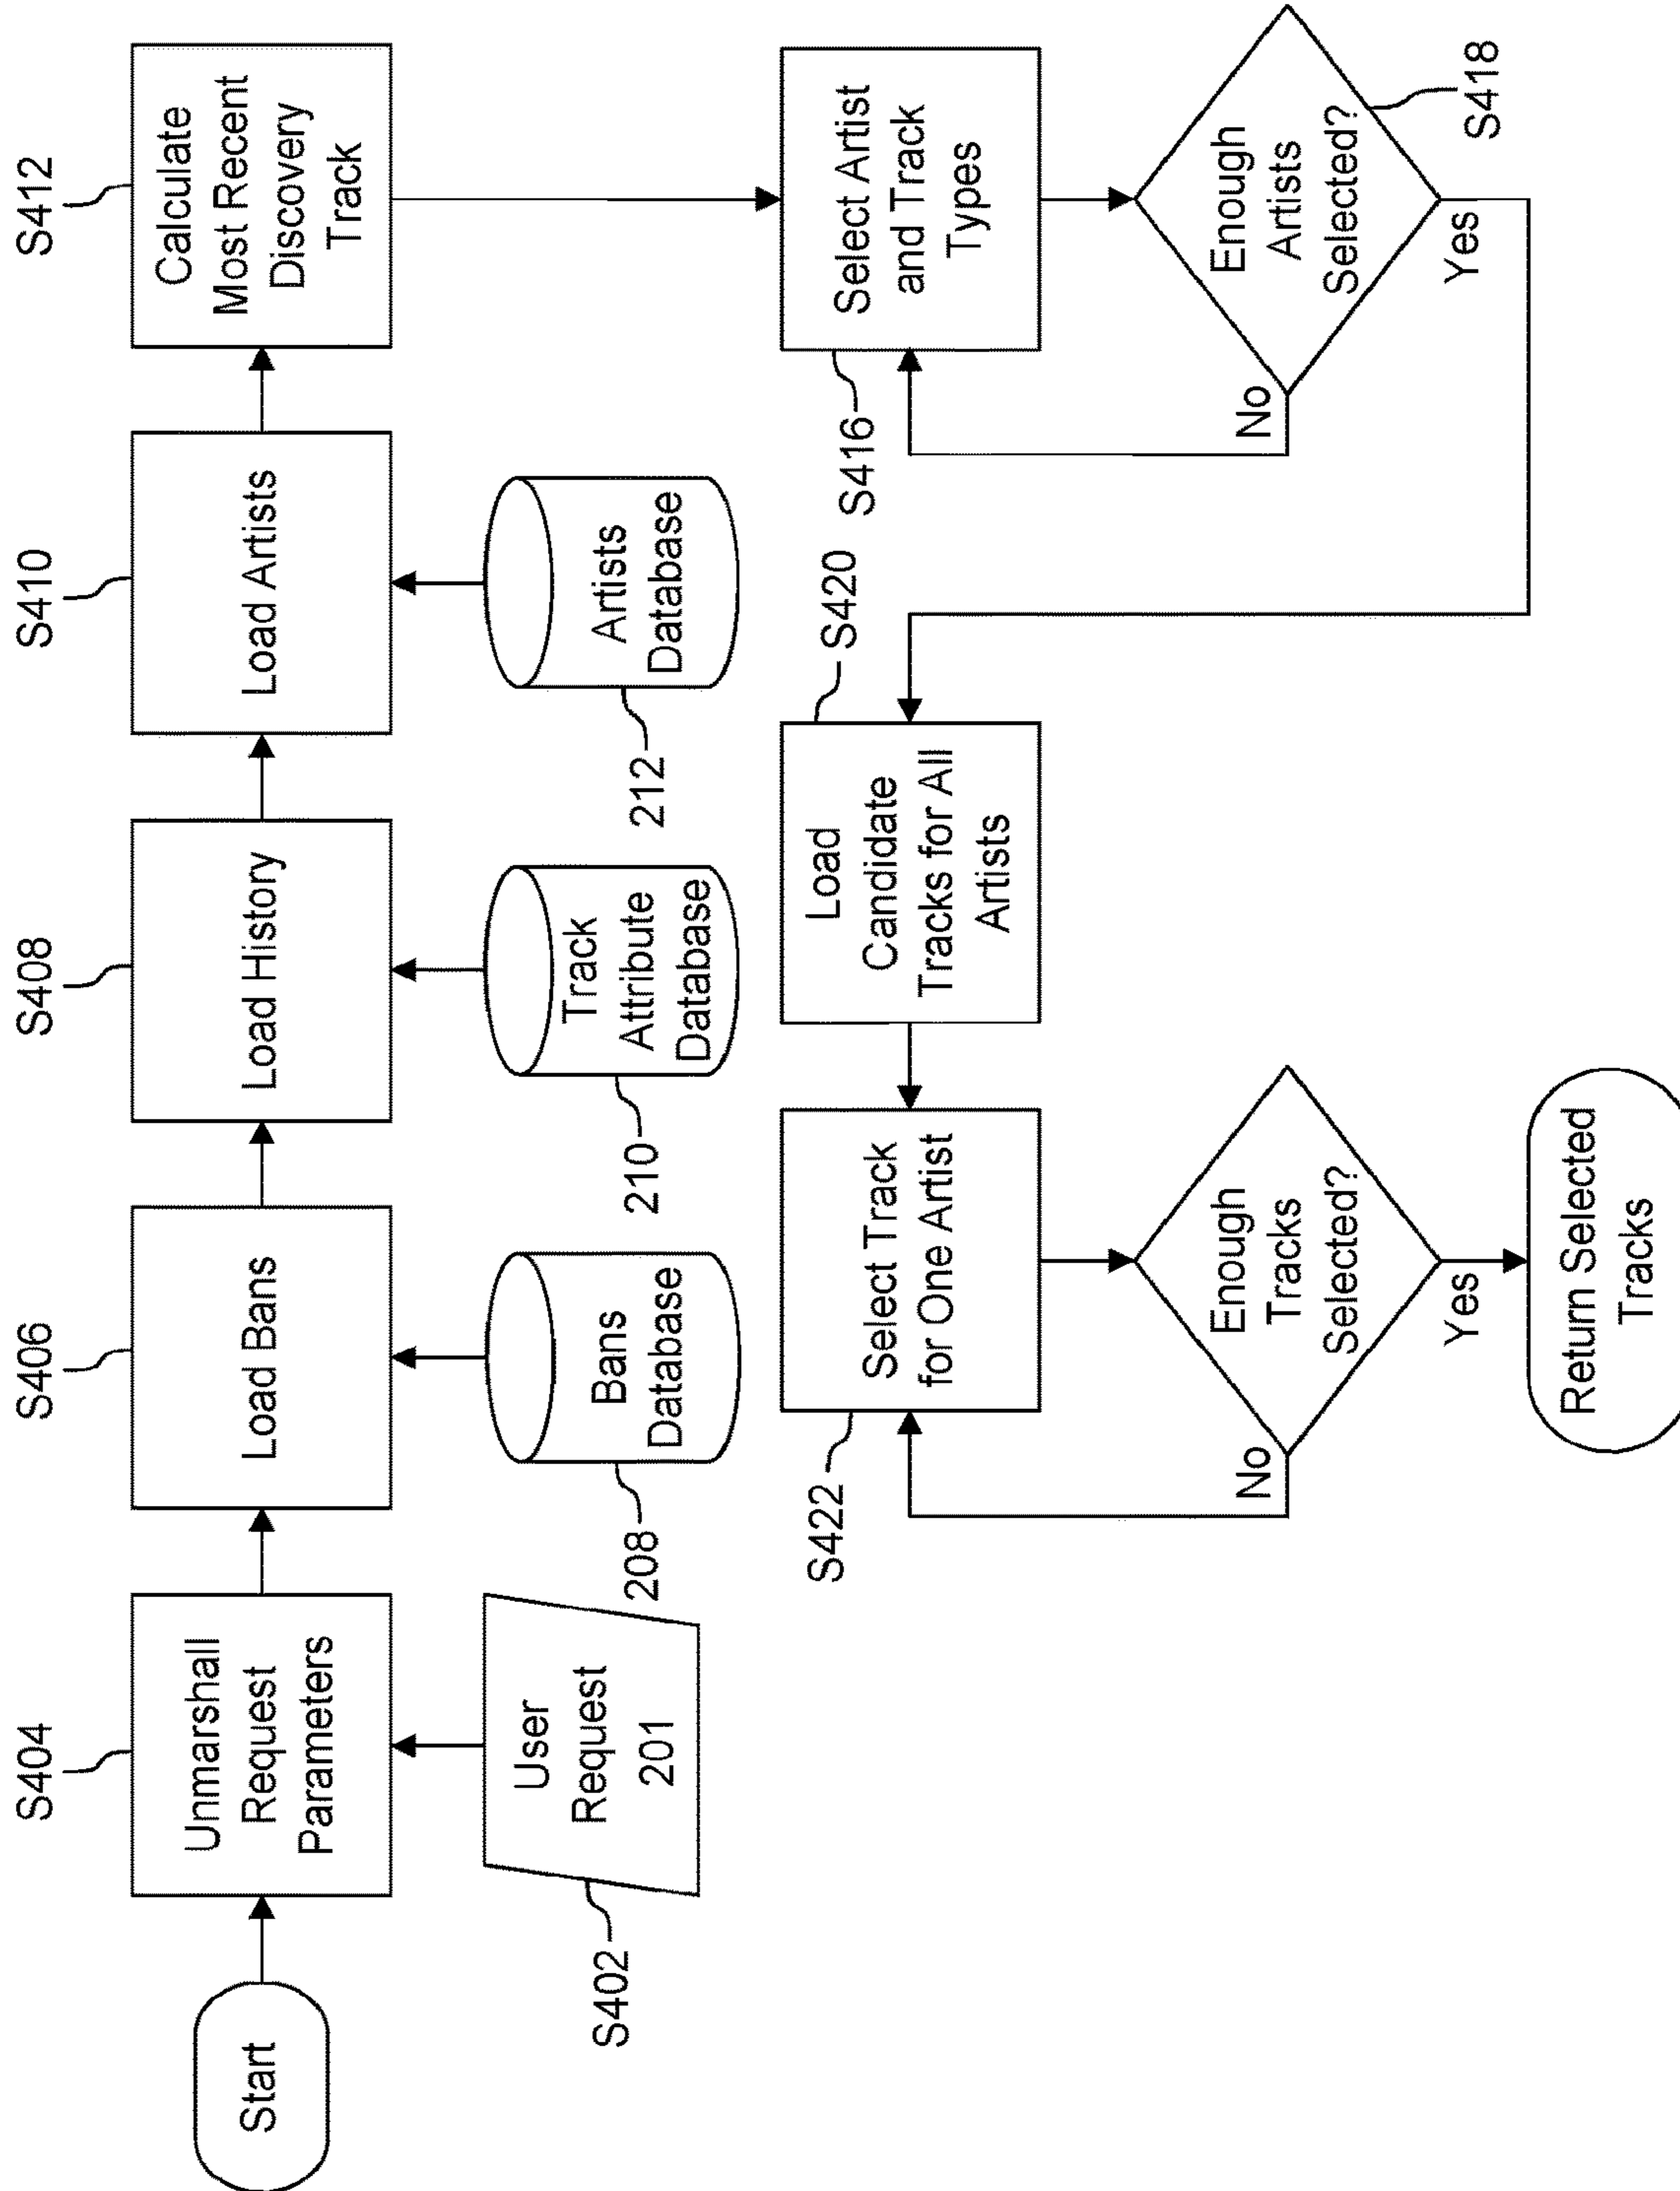 S404
S406
S408
S410
S412
Start
Unmarshall
Request
Parameters
Load Bans
Load History
Load Artists
Calculate
Most Recent
Discovery
Track
User
Request
201
S402
Bans
Database
208
Track
Attribute
Database
210
Artists
Database
212
S422
Select Track
for One Artist
Load
Candidate
Tracks for All
Artists
S420
S416
Select Artist
and Track
Types
No
Enough
Tracks
Selected?
Yes
No
Enough
Artists
Selected?
Yes
S418
Return Selected
Tracks